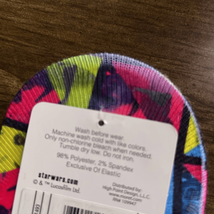 Wash before wear.
Machine wash cold with like colors.
Only non-chlorine bleach when needed.
Tumble dry low. Do not iron.
98% Polyester, 2% Spandex
Exclusive Of Elastic
starwars.com
© & ™ Lucasfilm Ltd.
Distributed by:
High Point Design, LLC